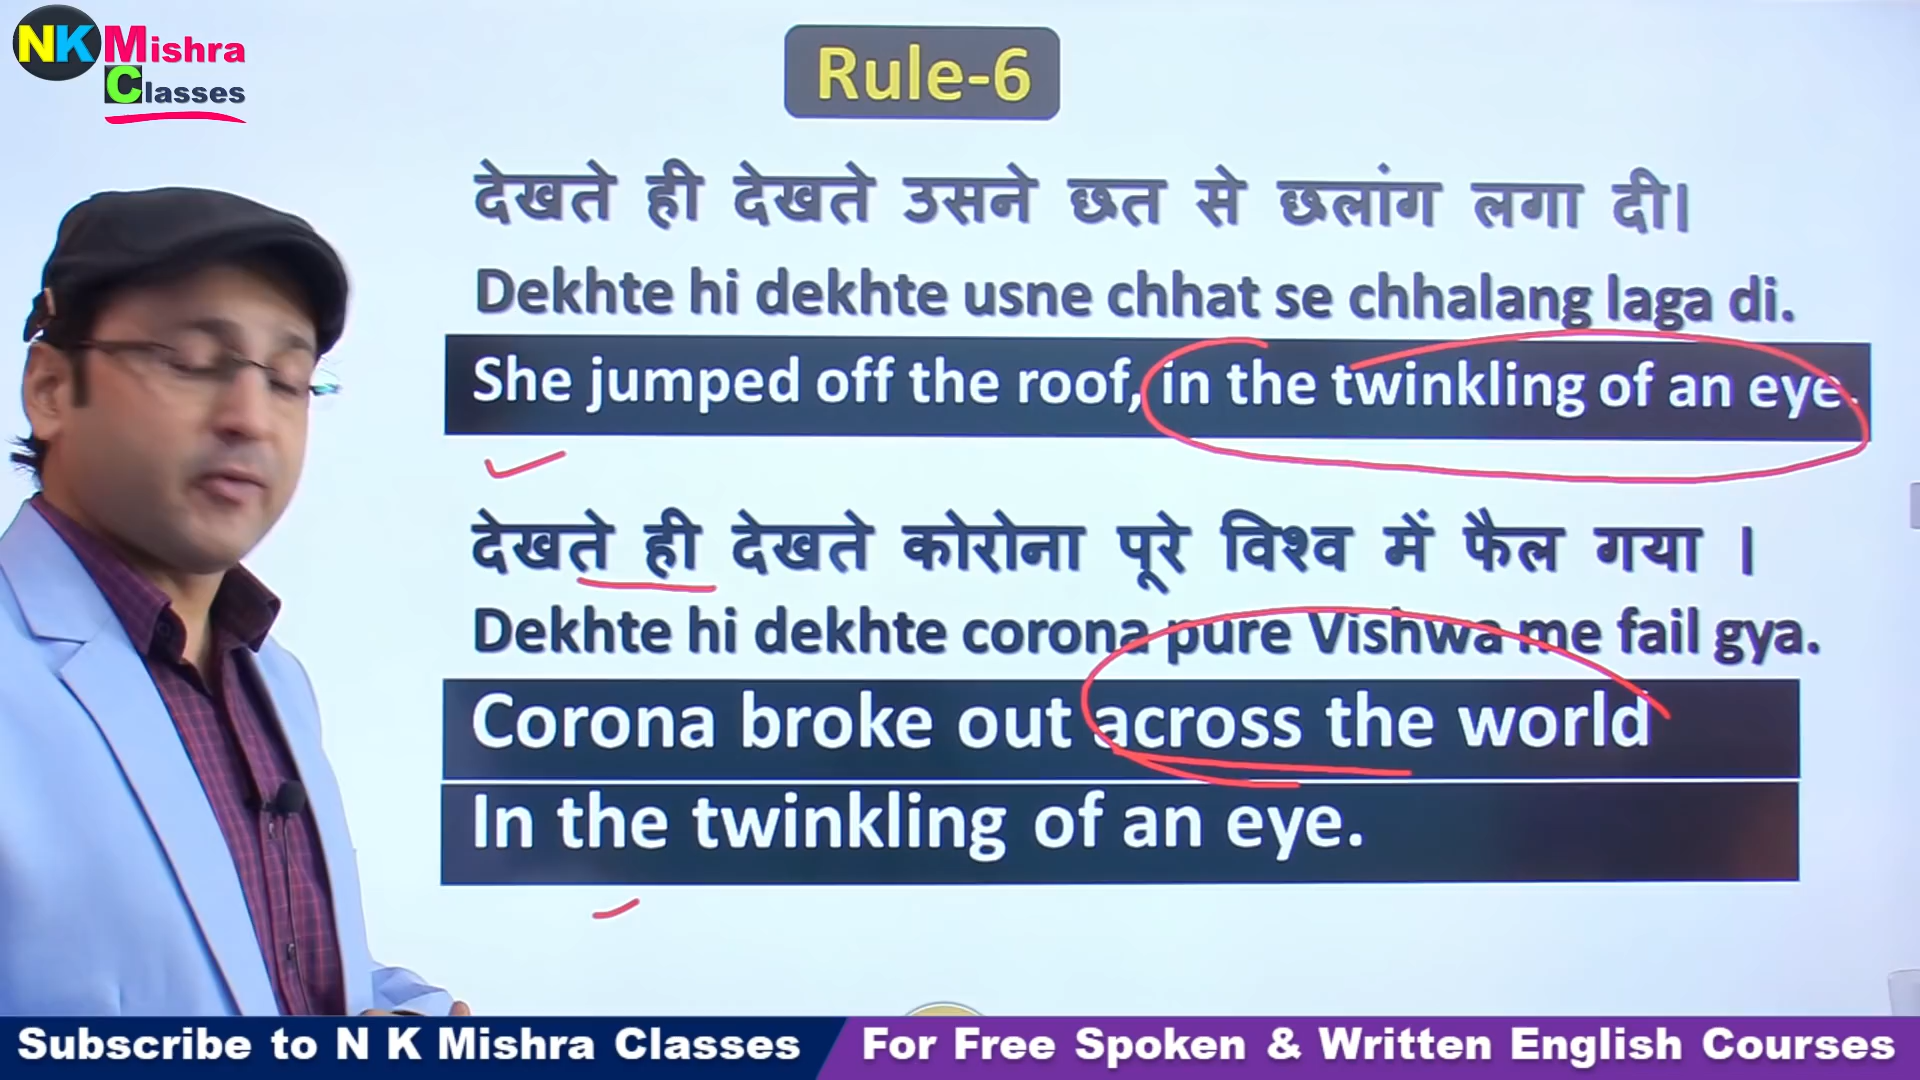 NK Mishra
Classes
Rule-6
देखते ही देखते उसने छत से छलांग लगा दी।
Dekhte hi dekhte usne chhat se chhalang laga di.
She jumped off the roof, in the twinkling of an eye.
देखते ही देखते कोरोना पूरे विश्व में फैल गया ।
Dekhte hi dekhte corona pure Vishwa me fail gya.
Corona broke out across the world
In the twinkling of an eye.
Subscribe to N K Mishra Classes
For Free Spoken & Written English Courses